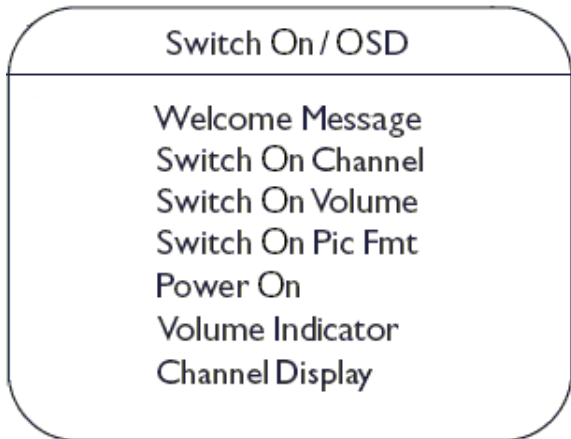 Switch On / OSD
Welcome Message
Switch On Channel
Switch On Volume
Switch On Pic Fmt
Power On
Volume Indicator
Channel Display